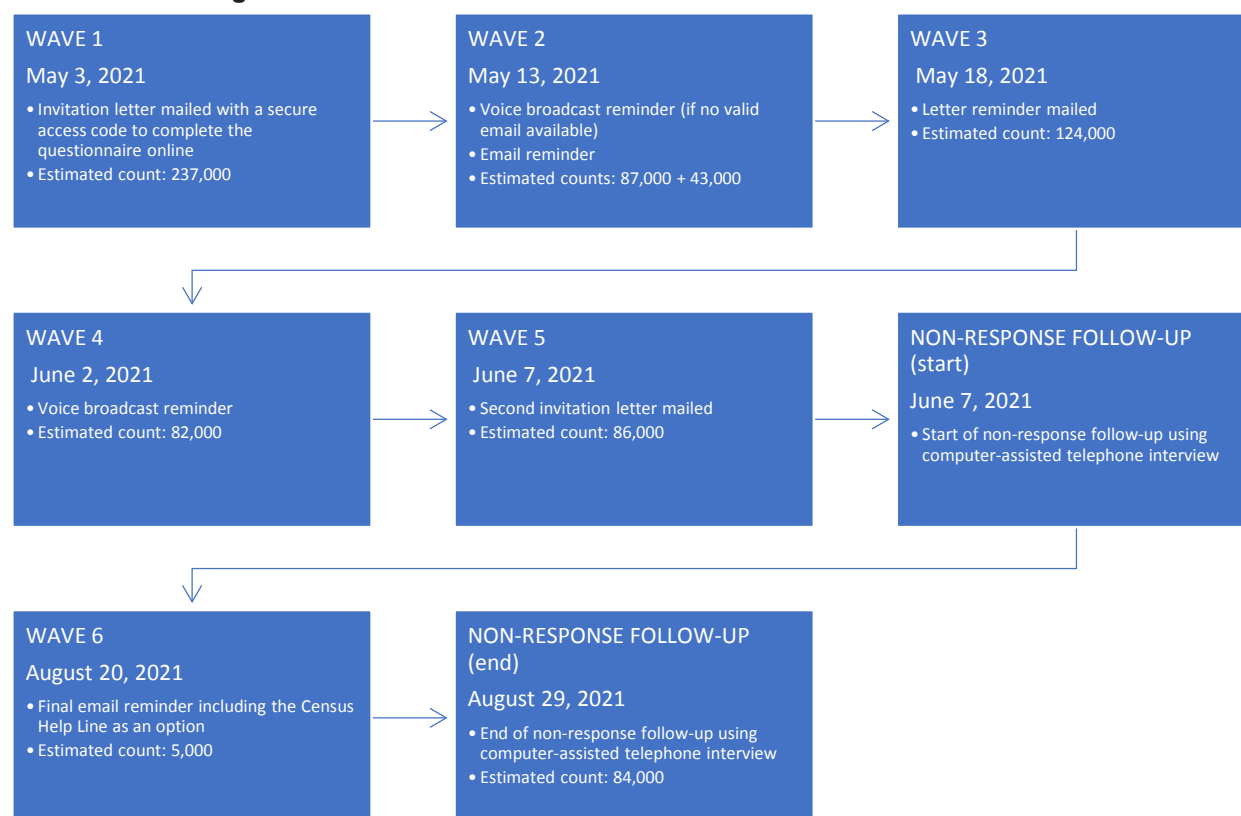 WAVE 1
May 3, 2021
• Invitation letter mailed with a secure
access code to complete the
questionnaire online
• Estimated count: 237,000
WAVE 2
May 13, 2021
• Voice broadcast reminder (if no valid
email available)
• Email reminder
• Estimated counts: 87,000 + 43,000
WAVE 3
May 18, 2021
• Letter reminder mailed
• Estimated count: 124,000
WAVE 4
June 2, 2021
• Voice broadcast reminder
• Estimated count: 82,000
WAVE 5
June 7, 2021
• Second invitation letter mailed
• Estimated count: 86,000
NON-RESPONSE FOLLOW-UP
(start)
June 7, 2021
• Start of non-response follow-up using
computer-assisted telephone interview
WAVE 6
August 20, 2021
• Final email reminder including the Census
Help Line as an option
• Estimated count: 5,000
NON-RESPONSE FOLLOW-UP
(end)
August 29, 2021
• End of non-response follow-up using
computer-assisted telephone interview
• Estimated count: 84,000